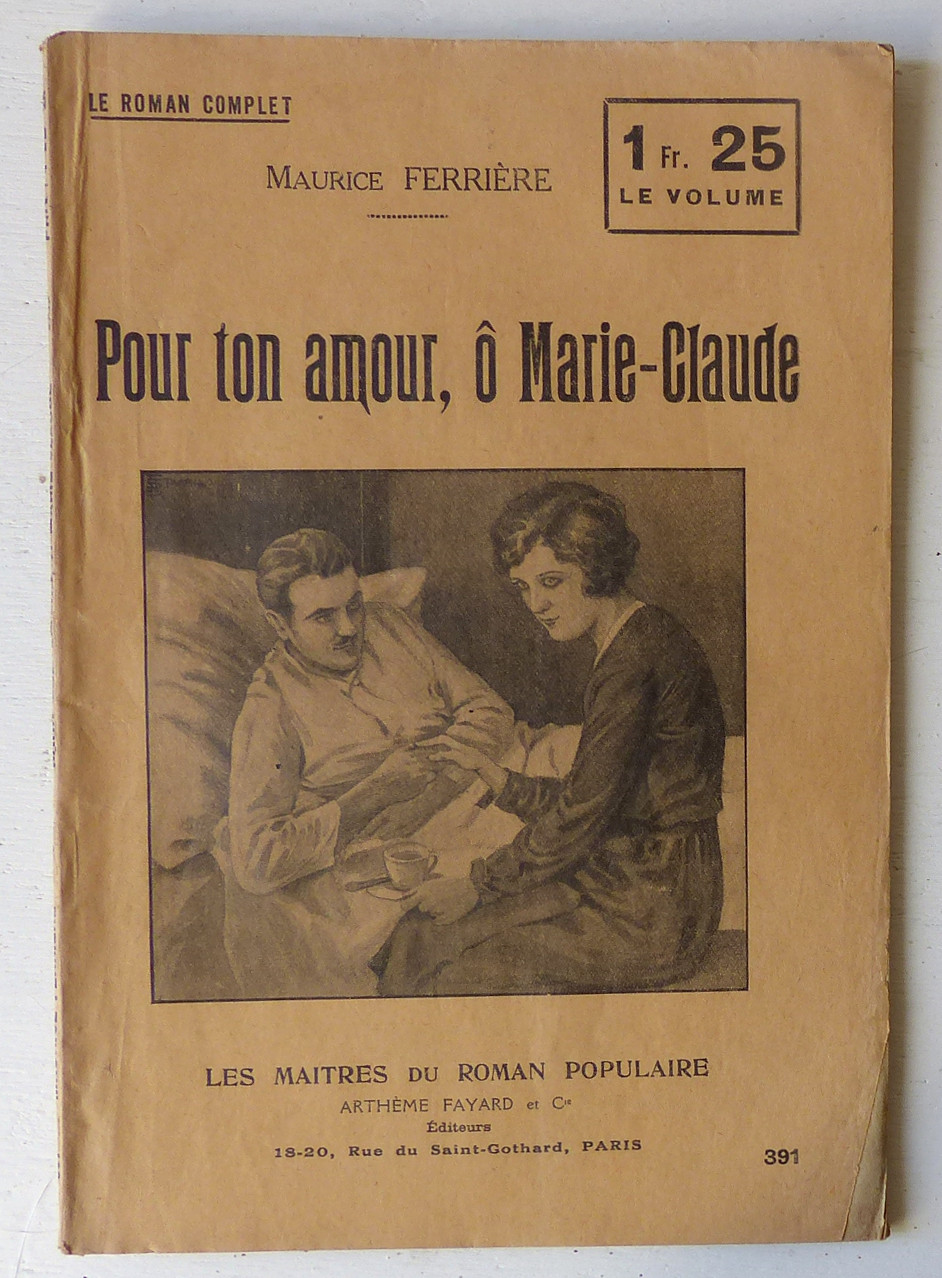 LE ROMAN COMPLET
MAURICE FERRIÈRE
1 Fr. 25
LE VOLUME
Pour ton amour, ô Marie-Claude
LES MAITRES DU ROMAN POPULAIRE
ARTHÈME FAYARD et Cie
Éditeurs
18-20, Rue du Saint-Gothard, PARIS
391